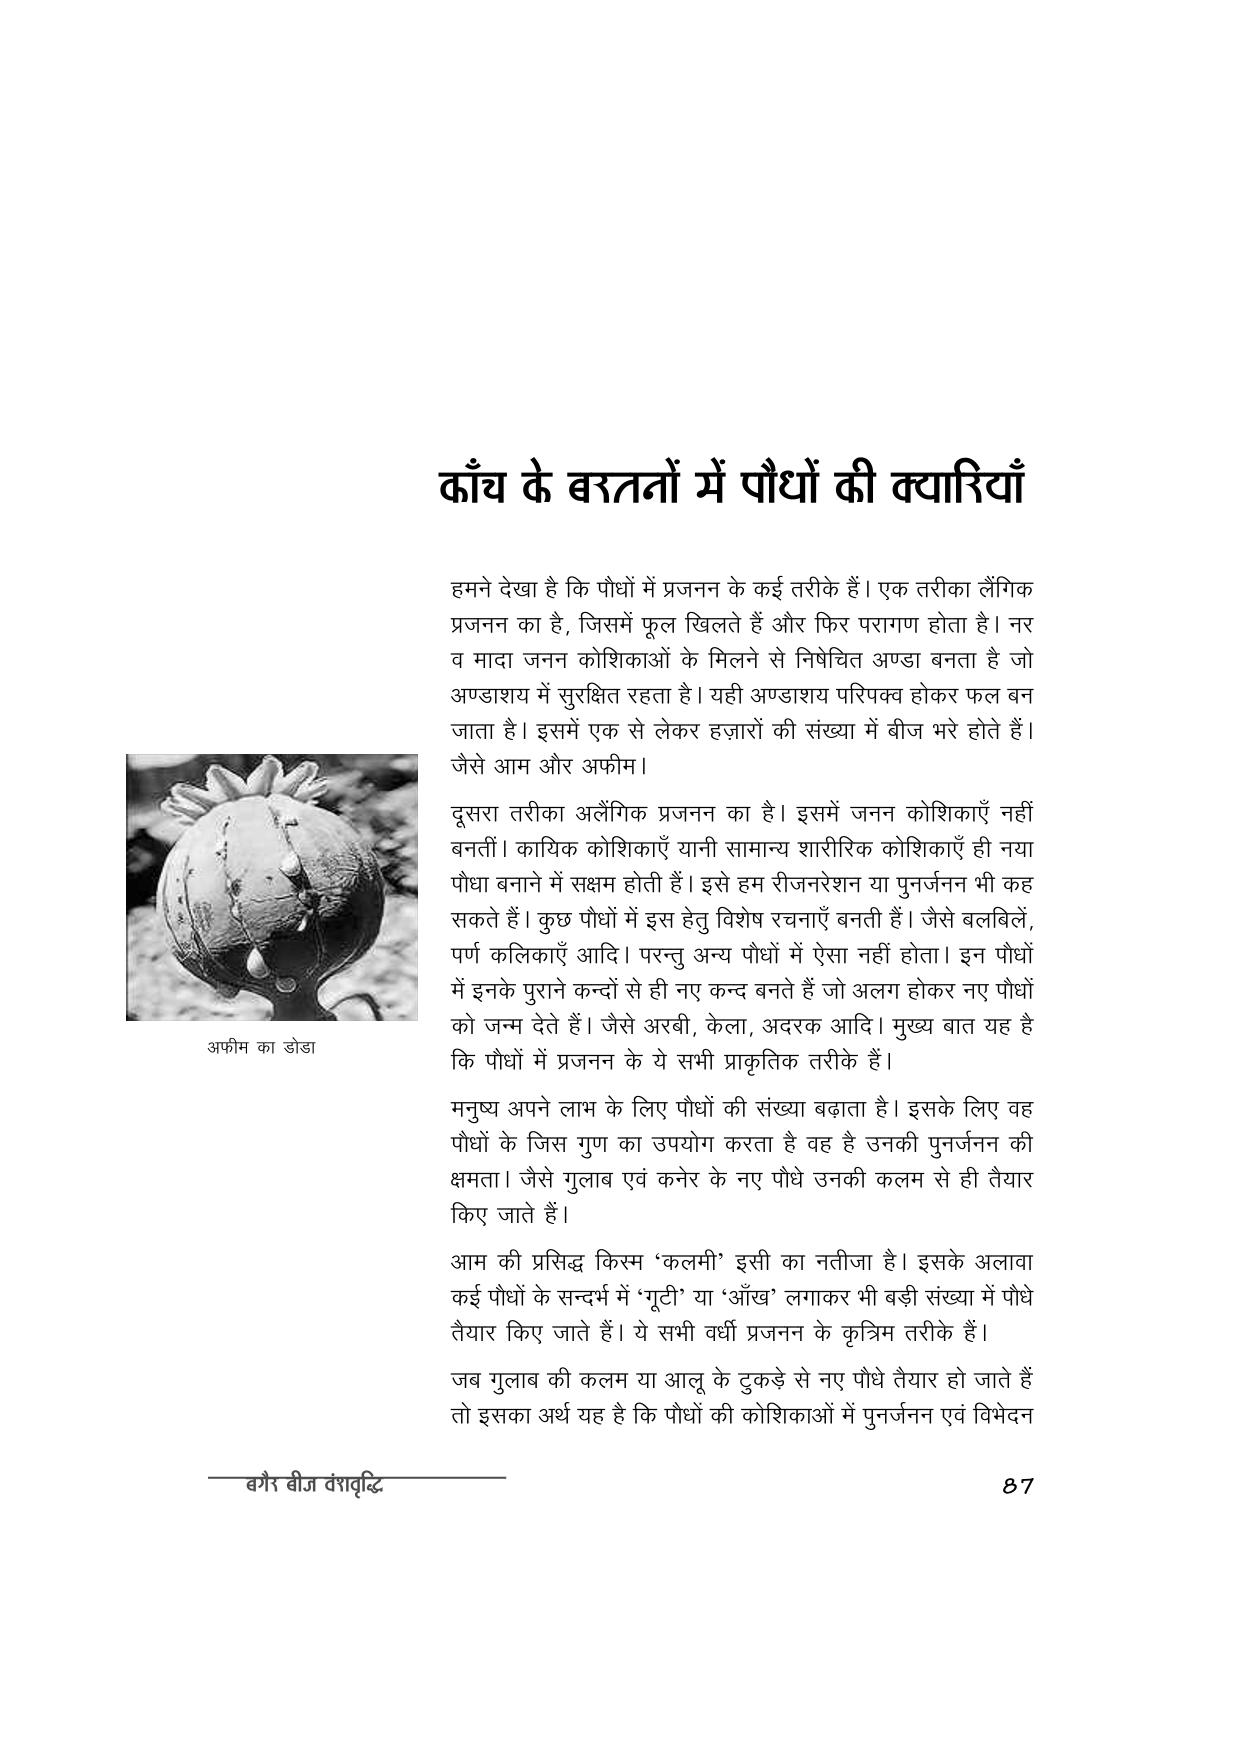 काँच के बरतनों में पौधों की क्यारियाँ
हमने देखा है कि पौधों में प्रजनन के कई तरीके हैं। एक तरीका लैंगिक
प्रजनन का है, जिसमें फूल खिलते हैं और फिर परागण होता है। नर
व मादा जनन कोशिकाओं के मिलने से निषेचित अण्डा बनता है जो
अण्डाशय में सुरक्षित रहता है। यही अण्डाशय परिपक्व होकर फल बन
जाता है। इसमें एक से लेकर हज़ारों की संख्या में बीज भरे होते हैं।
जैसे आम और अफीम।
दूसरा तरीका अलैंगिक प्रजनन का है। इसमें जनन कोशिकाएँ नहीं
बनतीं। कायिक कोशिकाएँ यानी सामान्य शारीरिक कोशिकाएँ ही नया
पौधा बनाने में सक्षम होती हैं। इसे हम रीजनरेशन या पुनर्जनन भी कह
सकते हैं। कुछ पौधों में इस हेतु विशेष रचनाएँ बनती हैं। जैसे बलबिलें,
पर्ण कलिकाएँ आदि। परन्तु अन्य पौधों में ऐसा नहीं होता। इन पौधों
में इनके पुराने कन्दों से ही नए कन्द बनते हैं जो अलग होकर नए पौधों
को जन्म देते हैं। जैसे अरबी, केला, अदरक आदि। मुख्य बात यह है
कि पौधों में प्रजनन के ये सभी प्राकृतिक तरीके हैं।
अफीम का डोडा
मनुष्य अपने लाभ के लिए पौधों की संख्या बढ़ाता है। इसके लिए वह
पौधों के जिस गुण का उपयोग करता है वह है उनकी पुनर्जनन की
क्षमता। जैसे गुलाब एवं कनेर के नए पौधे उनकी कलम से ही तैयार
किए जाते हैं।
आम की प्रसिद्ध किस्म ‘कलमी’ इसी का नतीजा है। इसके अलावा
कई पौधों के सन्दर्भ में ‘गूटी’ या ‘आँख’ लगाकर भी बड़ी संख्या में पौधे
तैयार किए जाते हैं। ये सभी वर्धी प्रजनन के कृत्रिम तरीके हैं।
जब गुलाब की कलम या आलू के टुकड़े से नए पौधे तैयार हो जाते हैं
तो इसका अर्थ यह है कि पौधों की कोशिकाओं में पुनर्जनन एवं विभेदन
बगैर बीज वंशवृद्धि
87